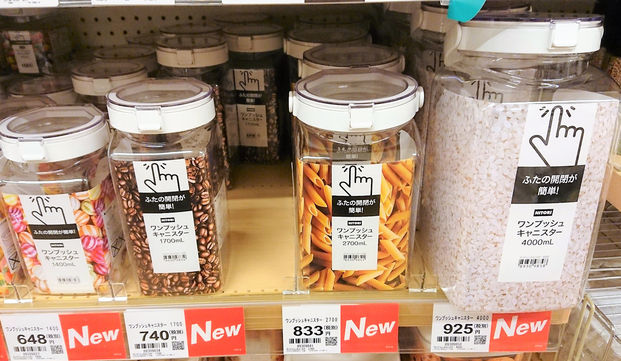 NITORI
ふたの開閉が
簡単!
NITORI
ワンプッシュ
キャニスター
4000mL
ふたの開閉が
簡単!
NITORI
ワンプッシュ
キャニスター
2700mL
ふたの開閉が
簡単!
NITORI
ワンプッシュ
キャニスター
1700mL
ふたの開閉が
簡単!
NITORI
ワンプッシュ
キャニスター
1400mL
ワンプッシュキャニスター 1400
648
New
ワンプッシュキャニスター 1700
740 (税別)
New
ワンプッシュキャニスター 2700
833 (税別)
New
ワンプッシュキャニスター 4000
925 (税別)
New